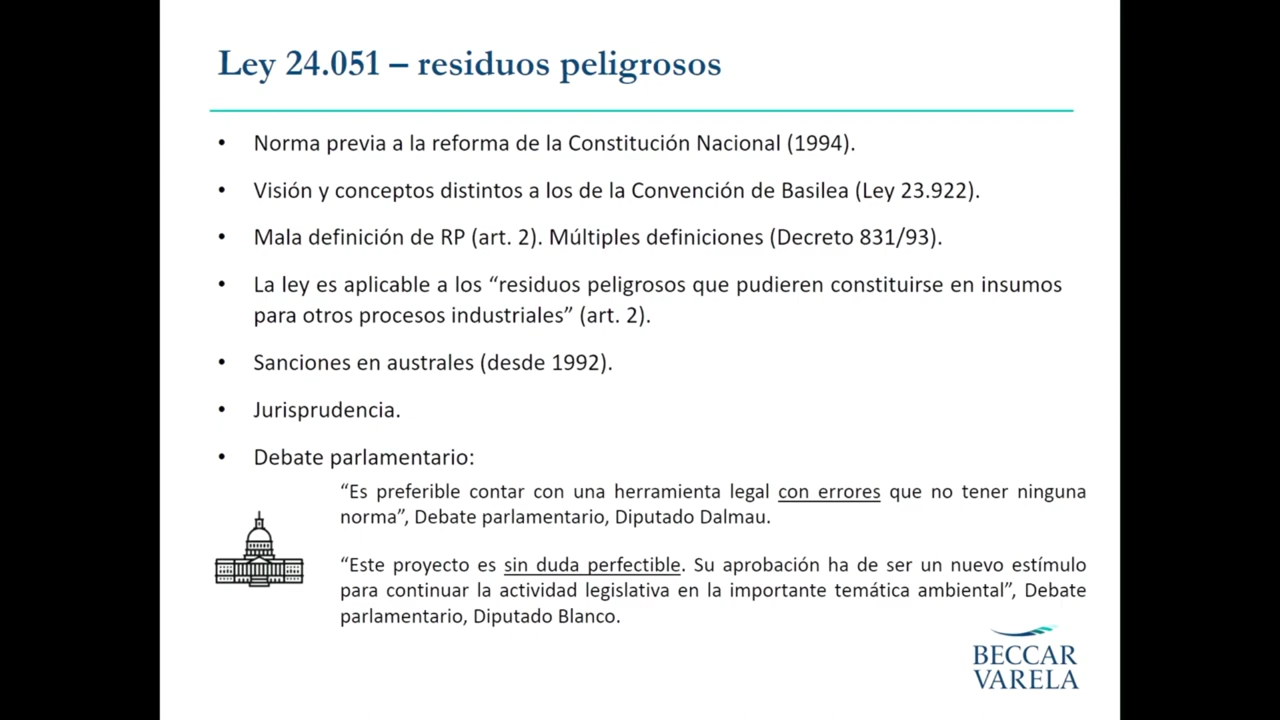 Ley 24.051 – residuos peligrosos
• Norma previa a la reforma de la Constitución Nacional (1994).
• Visión y conceptos distintos a los de la Convención de Basilea (Ley 23.922).
• Mala definición de RP (art. 2). Múltiples definiciones (Decreto 831/93).
• La ley es aplicable a los “residuos peligrosos que pudieren constituirse en insumos
para otros procesos industriales” (art. 2).
• Sanciones en australes (desde 1992).
• Jurisprudencia.
• Debate parlamentario:
“Es preferible contar con una herramienta legal con errores que no tener ninguna
norma”, Debate parlamentario, Diputado Dalmau.
“Este proyecto es sin duda perfectible. Su aprobación ha de ser un nuevo estímulo
para continuar la actividad legislativa en la importante temática ambiental”, Debate
parlamentario, Diputado Blanco.
BECCAR
VARELA